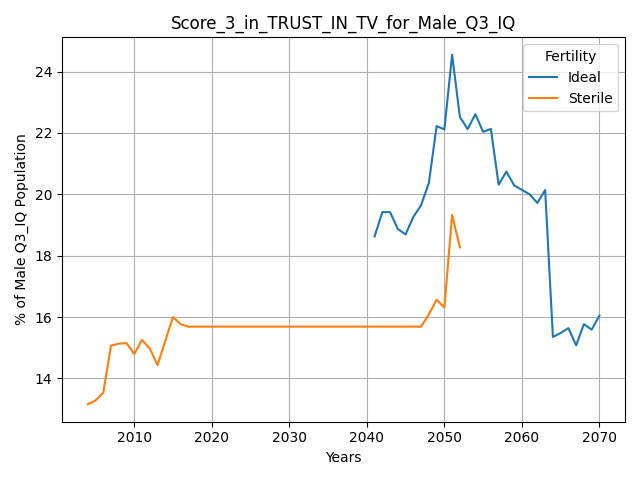 Score_3_in_TRUST_IN_TV_for_Male_Q3_IQ
Fertility
Ideal
Sterile
% of Male Q3_IQ Population
24
22
20
18
16
14
2010 2020 2030 2040 2050 2060 2070
Years